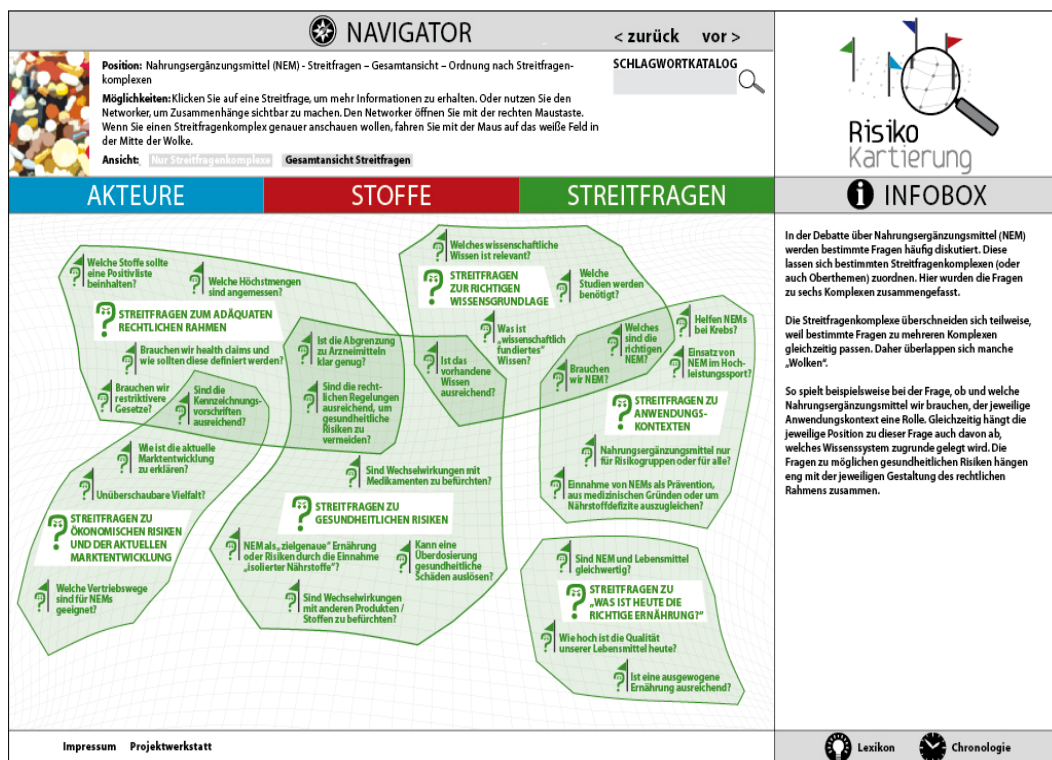 NAVIGATOR
< zurück vor >
Position: Nahrungsergänzungsmittel (NEM) - Streitfragen – Gesamtansicht – Ordnung nach Streitfragen-
komplexen
Möglichkeiten: Klicken Sie auf eine Streitfrage, um mehr Informationen zu erhalten. Oder nutzen Sie den
Networker, um Zusammenhänge sichtbar zu machen. Den Networker öffnen Sie mit der rechten Maustaste.
Wenn Sie einen Streitfragenkomplex genauer anschauen wollen, fahren Sie mit der Maus auf das weiße Feld in
der Mitte der Wolke.
Ansicht: Nur Streitfragenkomplexe Gesamtansicht Streitfragen
SCHLAGWORTKATALOG
Risiko
Kartierung
AKTEURE
STOFFE
STREITFRAGEN
INFOBOX
Welche Stoffe sollte
eine Positivliste
beinhalten?
Welche Höchstmengen
sind angemessen?
STREITFRAGEN ZUM ADÄQUATEN
RECHTLICHEN RAHMEN
Brauchen wir health claims und
wie sollten diese definiert werden?
Brauchen wir
restriktivere
Gesetze?
Sind die
Kennzeichnungs-
vorschriften
ausreichend?
Ist die Abgrenzung
zu Arzneimitteln
klar genug?
Sind die recht-
lichen Regelungen
ausreichend, um
gesundheitliche
Risiken zu
vermeiden?
Welches wissenschaftliche
Wissen ist relevant?
STREITFRAGEN
ZUR RICHTIGEN
WISSENSGRUNDLAGE
Welche
Studien werden
benötigt?
Was ist
„wissenschaftlich
fundiertes“
Wissen?
Ist das
vorhandene
Wissen
ausreichend?
Welches
sind die
richtigen
NEM?
Brauchen
wir NEM?
Helfen NEMs
bei Krebs?
Einsatz von
NEM im Hoch-
leistungssport?
STREITFRAGEN ZU
ANWENDUNGS-
KONTEXTEN
Nahrungsergänzungsmittel nur
für Risikogruppen oder für alle?
Einnahme von NEMs als Prävention,
aus medizinischen Gründen oder um
Nährstoffdefizite auszugleichen?
Wie ist die aktuelle
Marktentwicklung
zu erklären?
Unüberschaubare Vielfalt?
STREITFRAGEN ZU
ÖKONOMISCHEN RISIKEN
UND DER AKTUELLEN
MARKTENTWICKLUNG
Welche Vertriebswege
sind für NEMs
geeignet?
Sind Wechselwirkungen mit
Medikamenten zu befürchten?
STREITFRAGEN ZU
GESUNDHEITLICHEN RISIKEN
NEM als „zielgenaue“ Ernährung
oder Risiken durch die Einnahme
„isolierter Nährstoffe“?
Kann eine
Überdosierung
gesundheitliche
Schäden auslösen?
Sind Wechselwirkungen
mit anderen Produkten /
Stoffen zu befürchten?
Sind NEM und Lebensmittel
gleichwertig?
STREITFRAGEN ZU
„WAS IST HEUTE DIE
RICHTIGE ERNÄHRUNG?“
Wie hoch ist die Qualität
unserer Lebensmittel heute?
Ist eine ausgewogene
Ernährung ausreichend?
In der Debatte über Nahrungsergänzungsmittel (NEM)
werden bestimmte Fragen häufig diskutiert. Diese
lassen sich bestimmten Streitfragenkomplexen (oder
auch Oberthemen) zuordnen. Hier wurden die Fragen
zu sechs Komplexen zusammengefasst.
Die Streitfragenkomplexe überschneiden sich teilweise,
weil bestimmte Fragen zu mehreren Komplexen
gleichzeitig passen. Daher überlappen sich manche
„Wolken“.
So spielt beispielsweise bei der Frage, ob und welche
Nahrungsergänzungsmittel wir brauchen, der jeweilige
Anwendungskontext eine Rolle. Gleichzeitig hängt die
jeweilige Position zu dieser Frage auch davon ab,
welches Wissenssystem zugrunde gelegt wird. Die
Fragen zu möglichen gesundheitlichen Risiken hängen
eng mit der jeweiligen Gestaltung des rechtlichen
Rahmens zusammen.
Impressum Projektwerkstatt
Lexikon
Chronologie